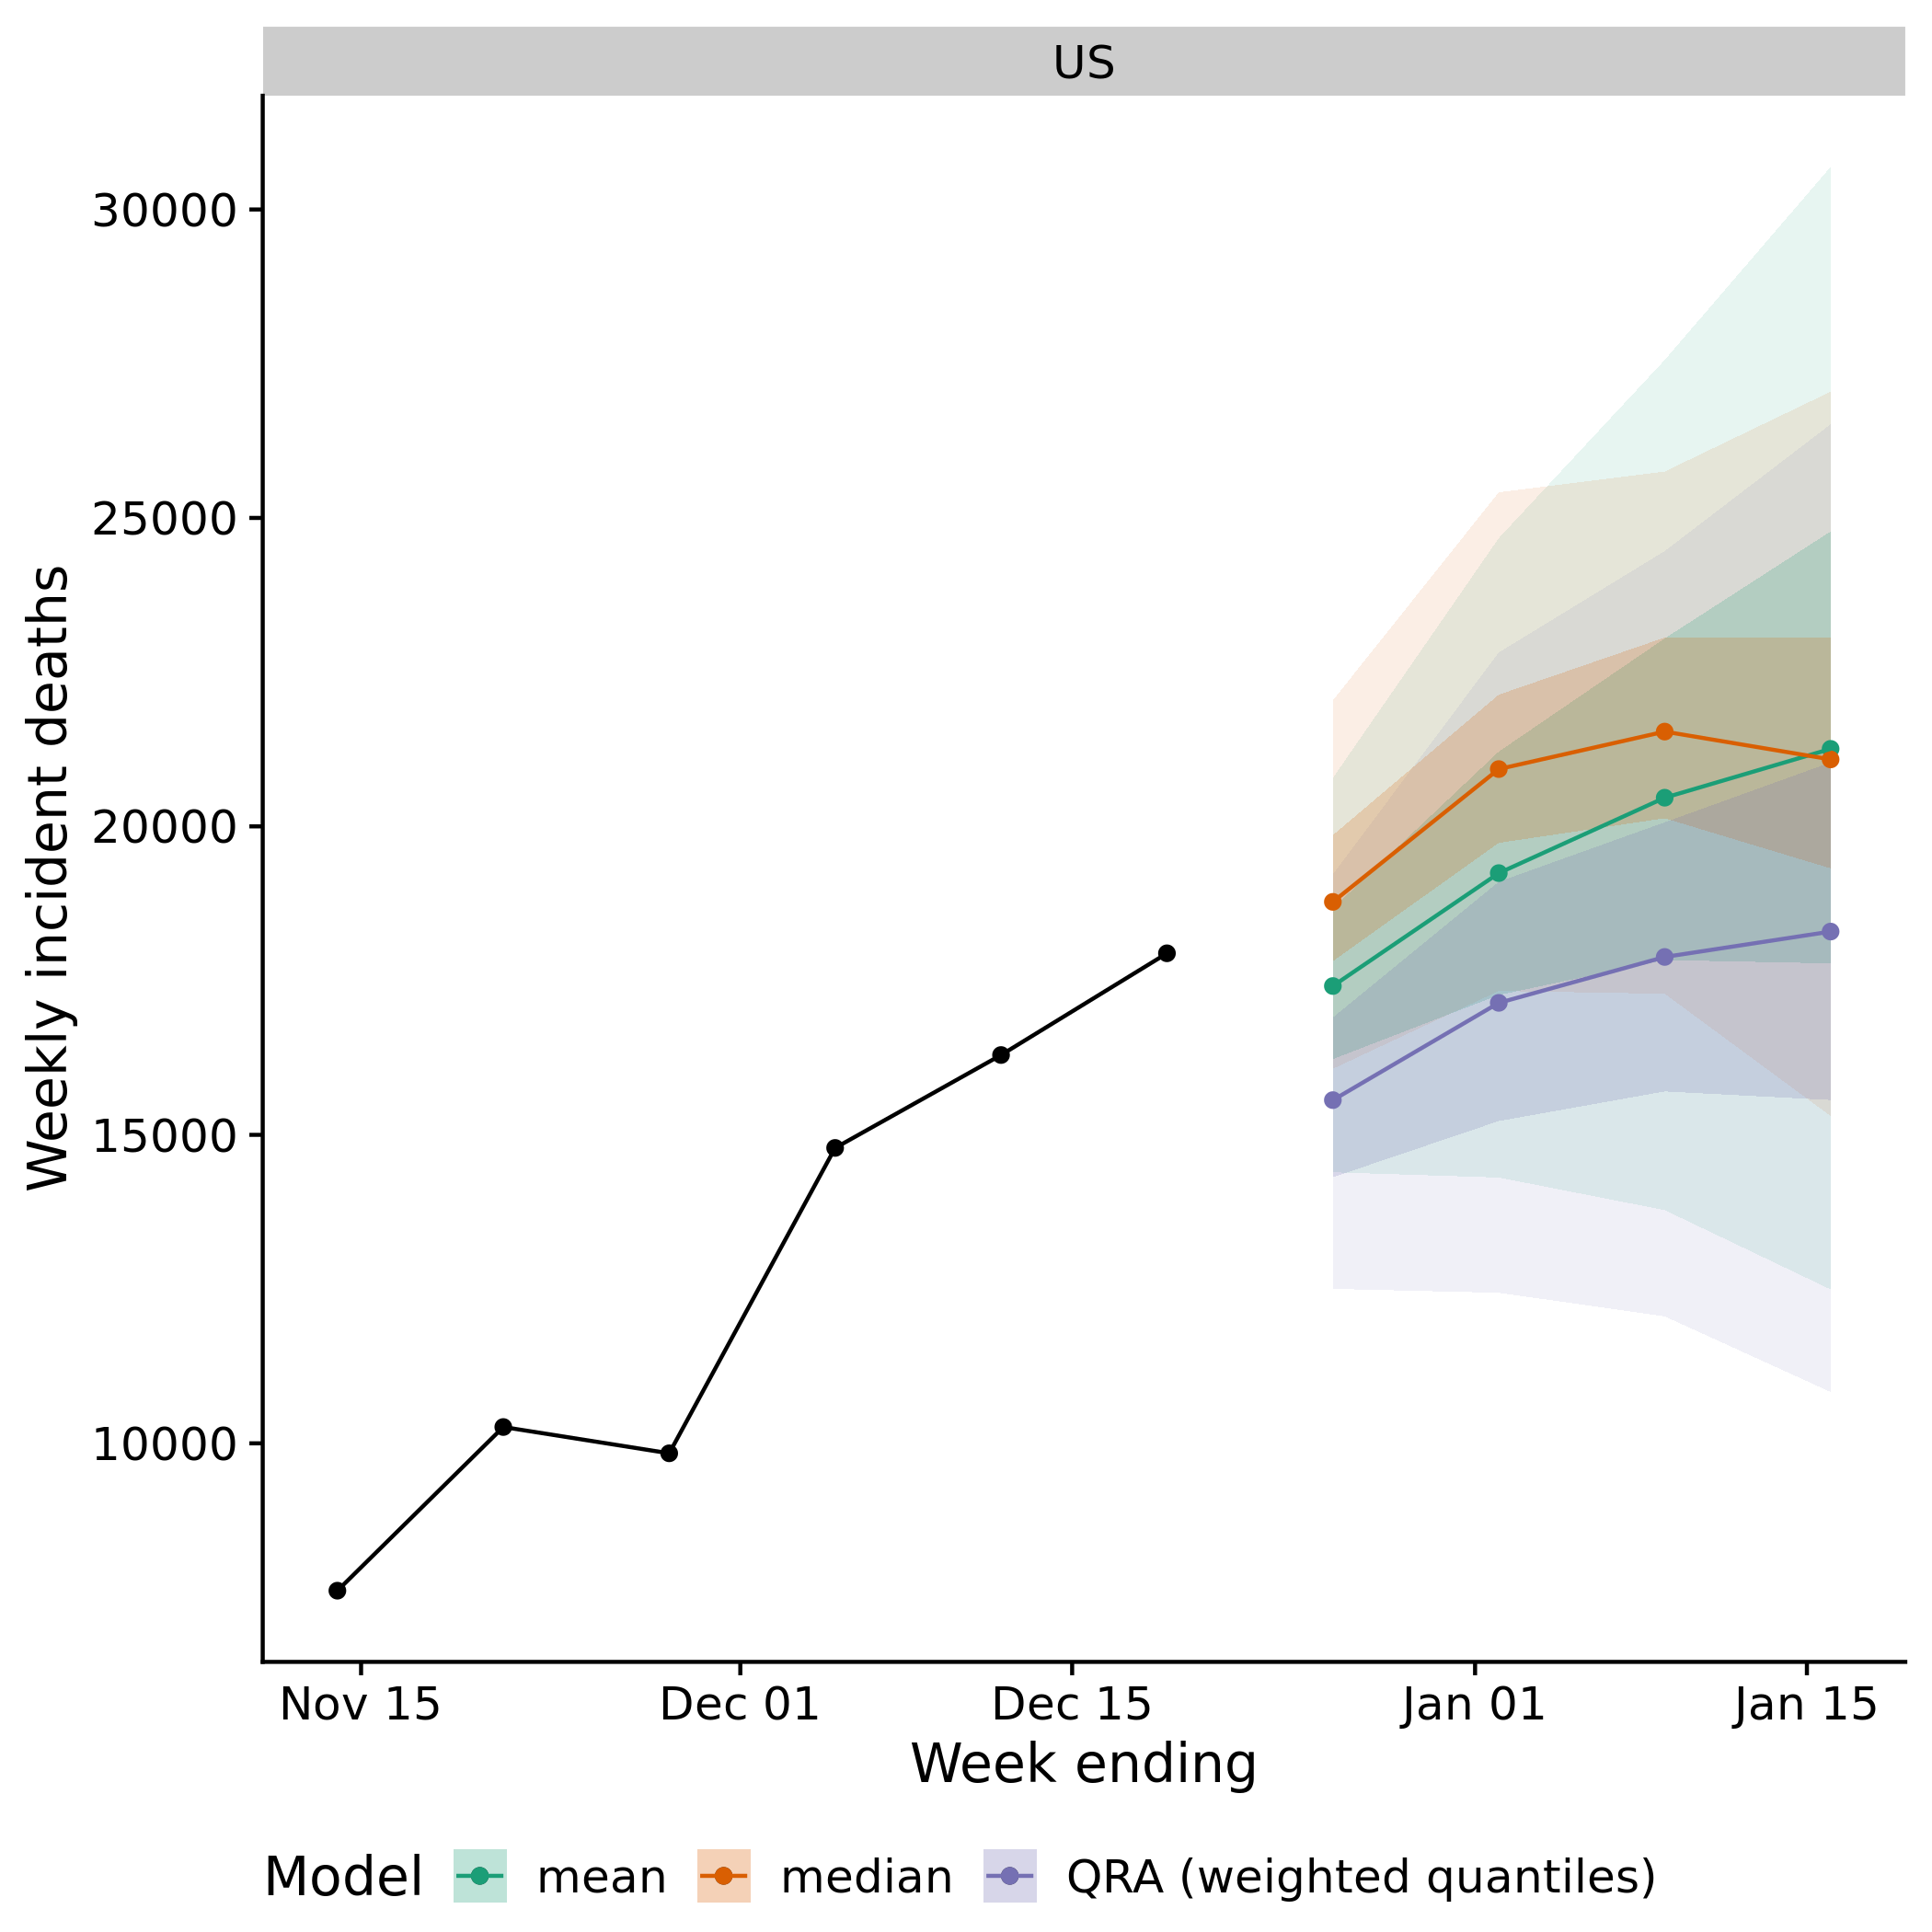 US
Weekly incident deaths
30000
25000
20000
15000
10000
Nov 15 Dec 01 Dec 15 Jan 01 Jan 15
Week ending
Model mean median QRA (weighted quantiles)